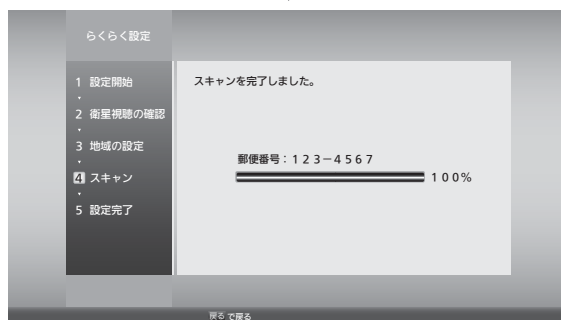 らくらく設定
1 設定開始
2 衛星視聴の確認
3 地域の設定
4 スキャン
5 設定完了
スキャンを完了しました。
郵便番号：１２３－４５６７
１００%
戻る で戻る